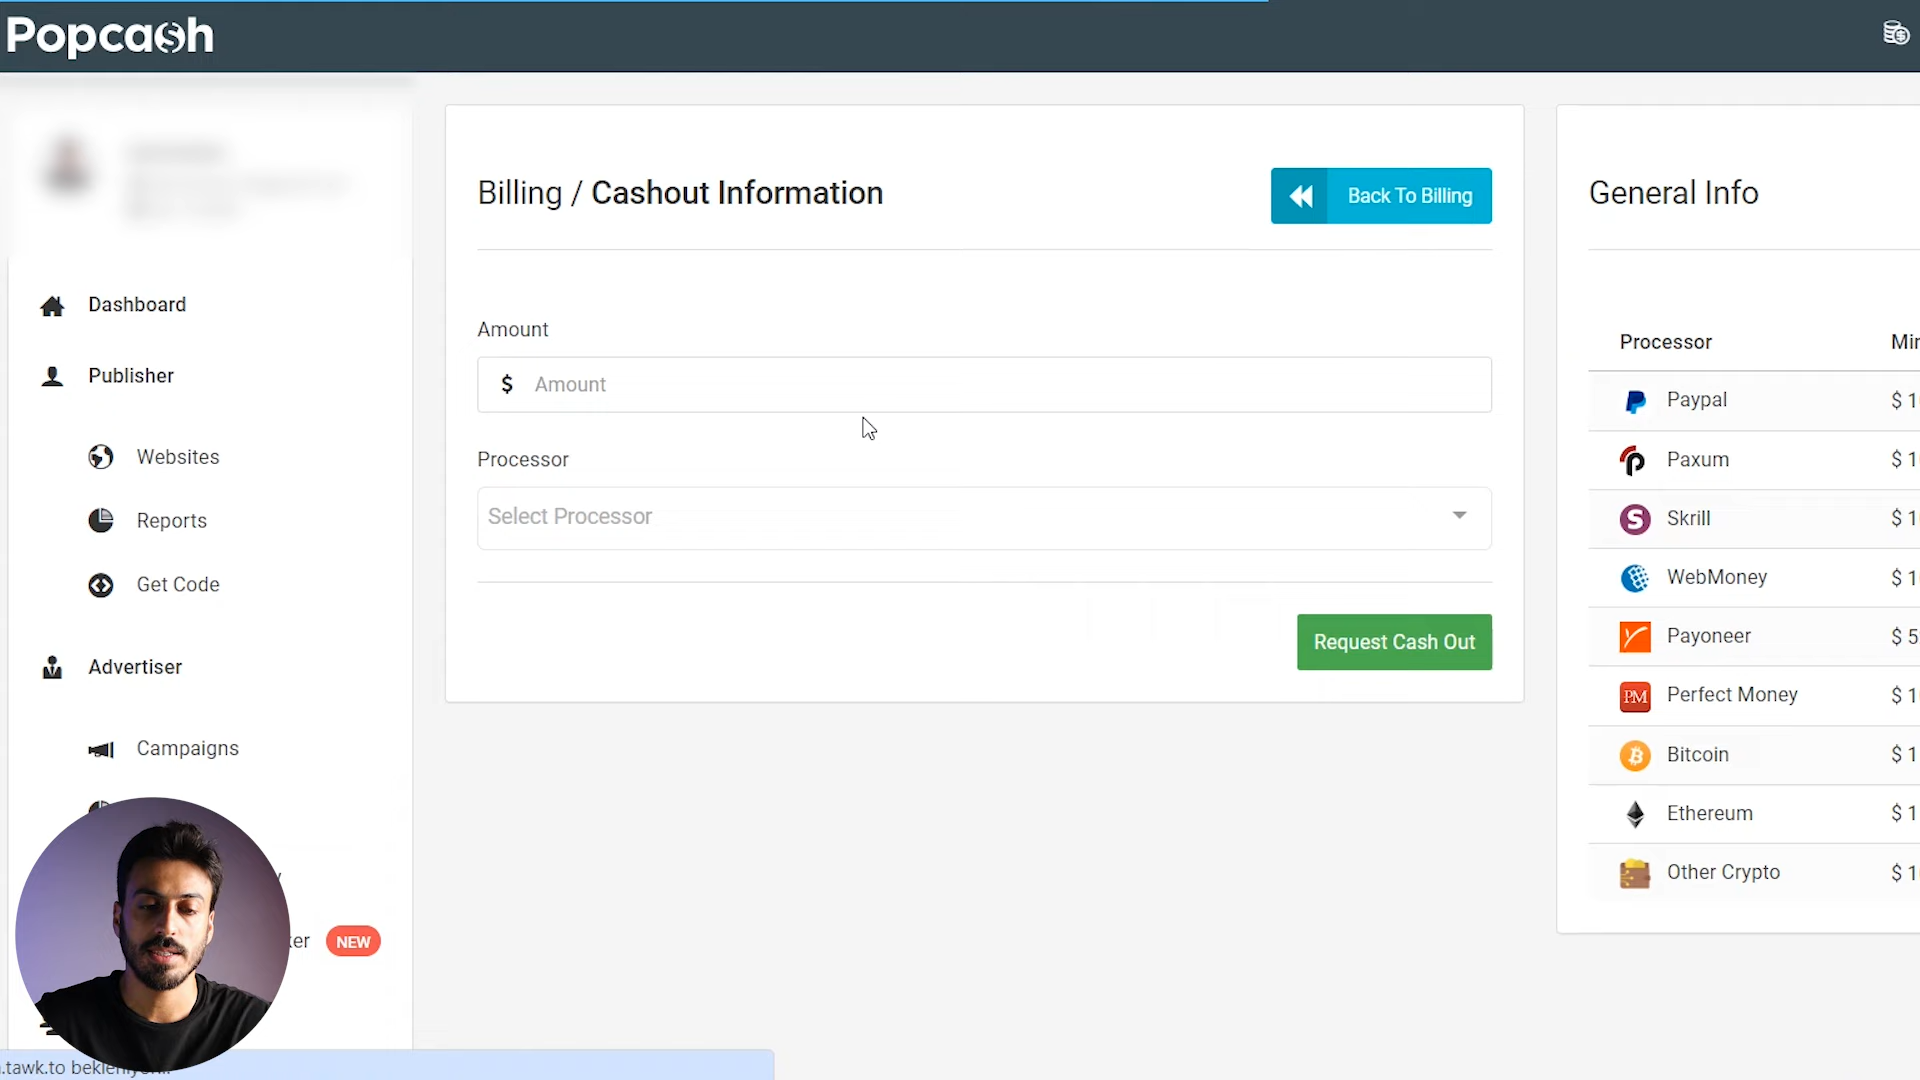 Popcash
Billing / Cashout Information
Back To Billing
General Info
Dashboard
Publisher
Websites
Reports
Get Code
Advertiser
Campaigns
NEW
Amount
$ Amount
Processor
Select Processor
Request Cash Out
Processor
Paypal
Paxum
Skrill
WebMoney
Payoneer
Perfect Money
PM
Bitcoin
Ethereum
Other Crypto